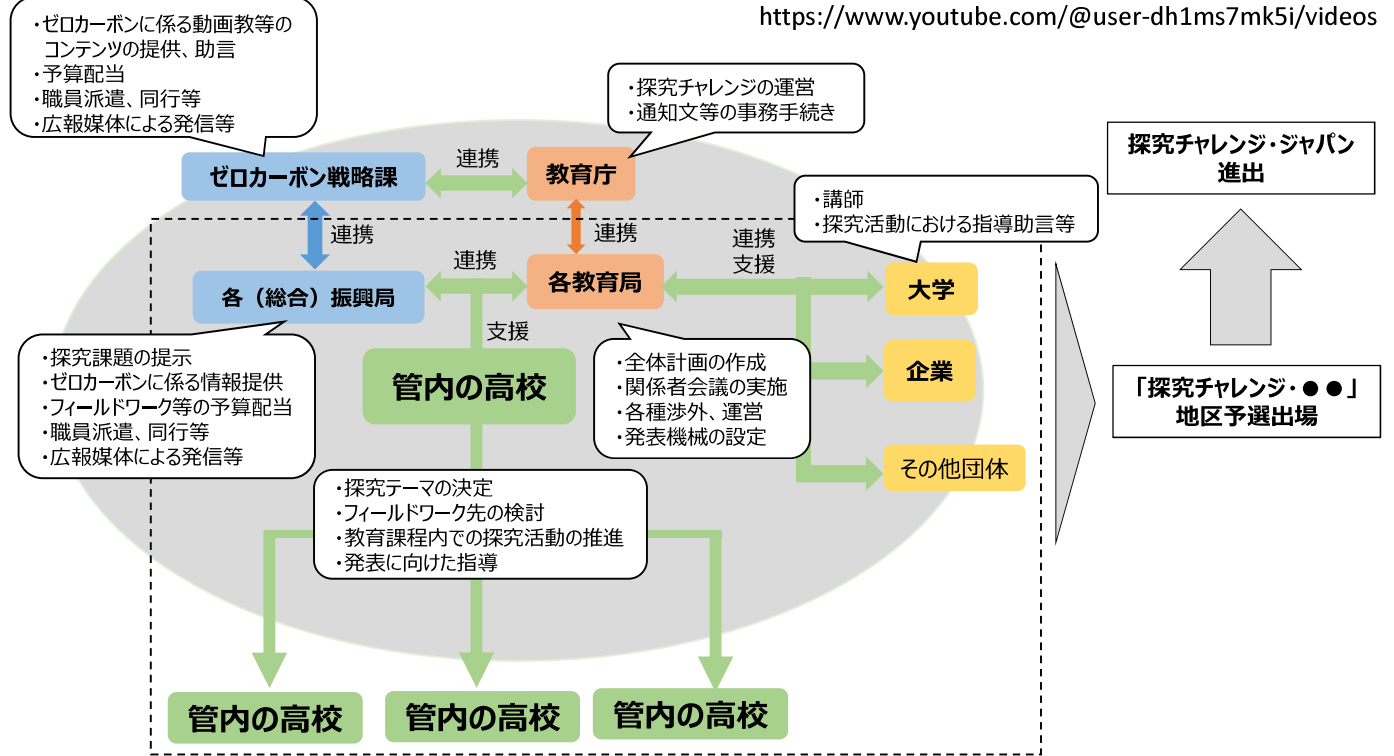 https://www.youtube.com/@user-dh1ms7mk5i/videos
・ゼロカーボンに係る動画教等の
コンテンツの提供、助言
・予算配当
・職員派遣、同行等
・広報媒体による発信等
・探究チャレンジの運営
・通知文等の事務手続き
ゼロカーボン戦略課
連携
教育庁
探究チャレンジ・ジャパン
進出
・講師
・探究活動における指導助言等
連携
連携
連携
支援
連携
各（総合）振興局
各教育局
大学
支援
・探究課題の提示
・ゼロカーボンに係る情報提供
・フィールドワーク等の予算配当
・職員派遣、同行等
・広報媒体による発信等
管内の高校
・全体計画の作成
・関係者会議の実施
・各種渉外、運営
・発表機械の設定
企業
「探究チャレンジ・●●」
地区予選出場
その他団体
・探究テーマの決定
・フィールドワーク先の検討
・教育課程内での探究活動の推進
・発表に向けた指導
管内の高校
管内の高校
管内の高校